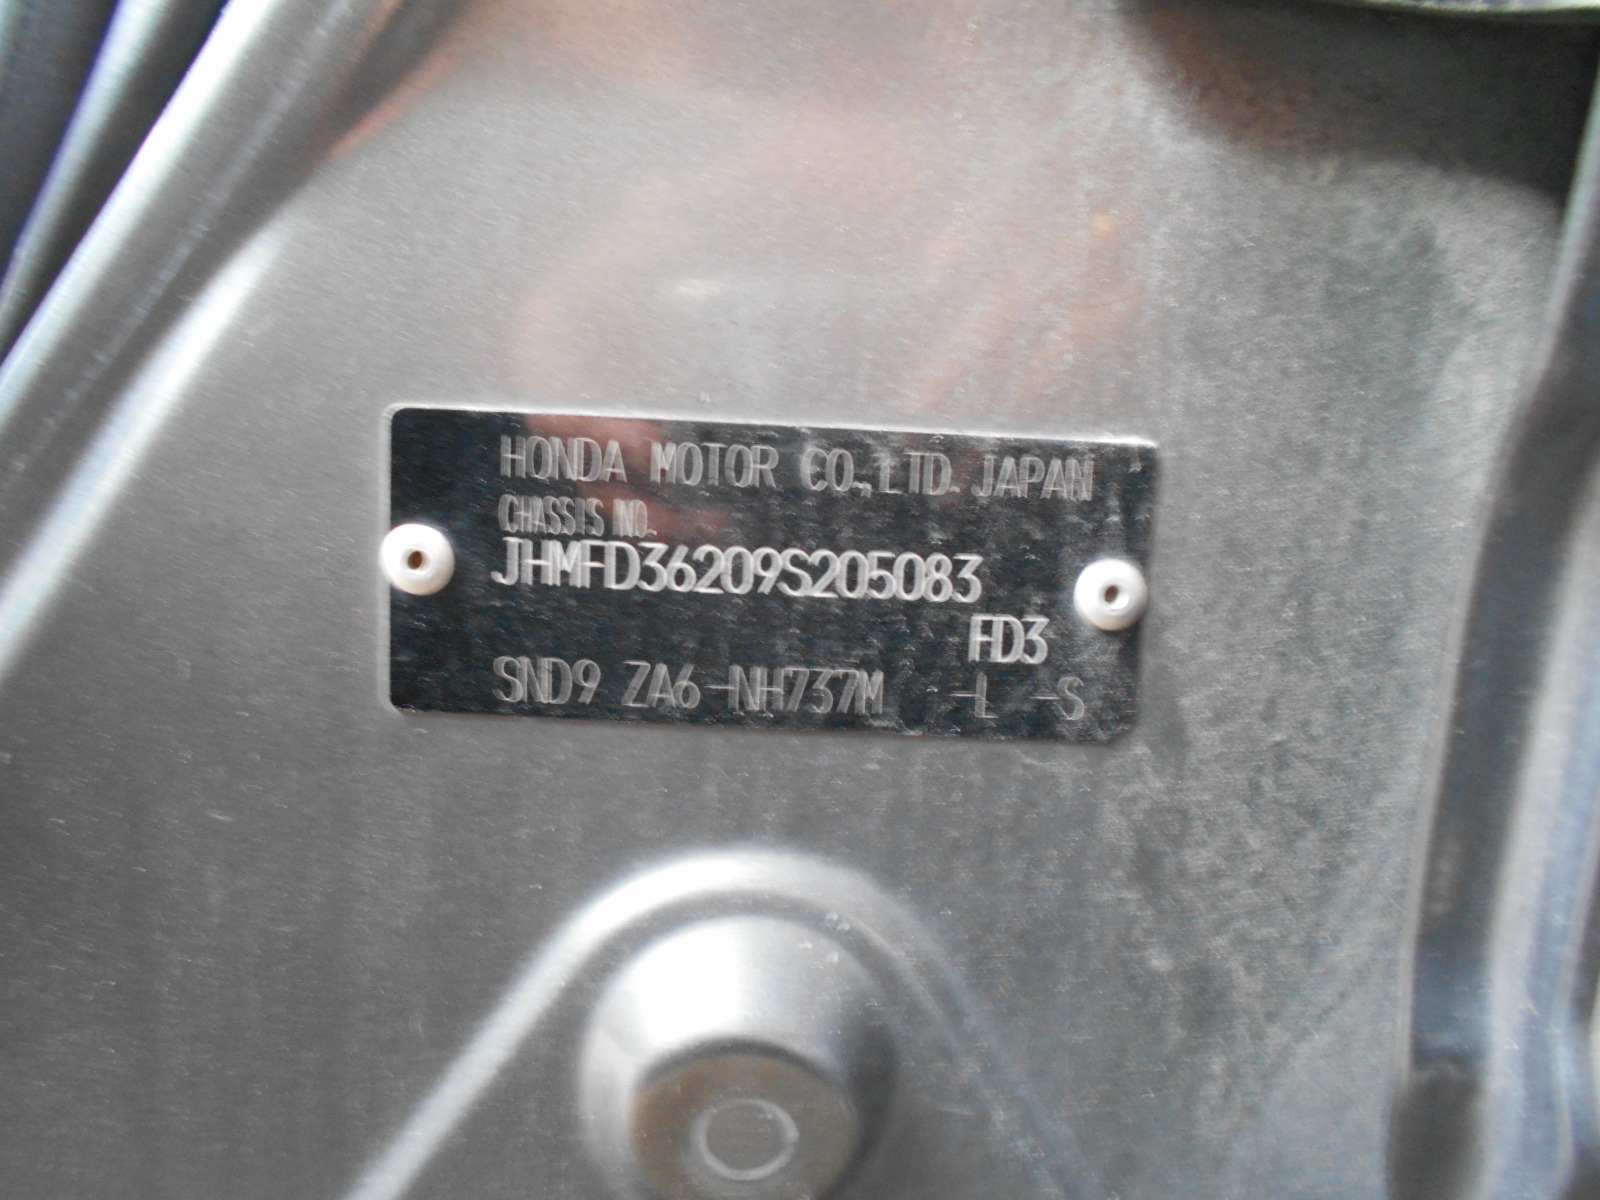 HONDA MOTOR CO., LTD. JAPAN
CHASSIS NO.
JHMFD36209S205083
FD3
SND9 ZA6-NH737M -L -S